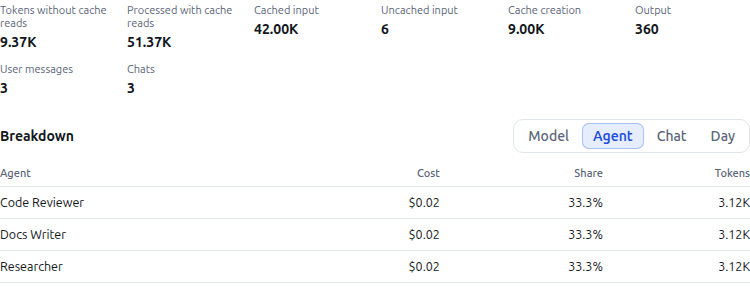 Tokens without cache reads
9.37K
Processed with cache reads
51.37K
Cached input
42.00K
Uncached input
6
Cache creation
9.00K
Output
360
User messages
3
Chats
3
Breakdown
Model Agent Chat Day
Agent Cost Share Tokens
Code Reviewer $0.02 33.3% 3.12K
Docs Writer $0.02 33.3% 3.12K
Researcher $0.02 33.3% 3.12K